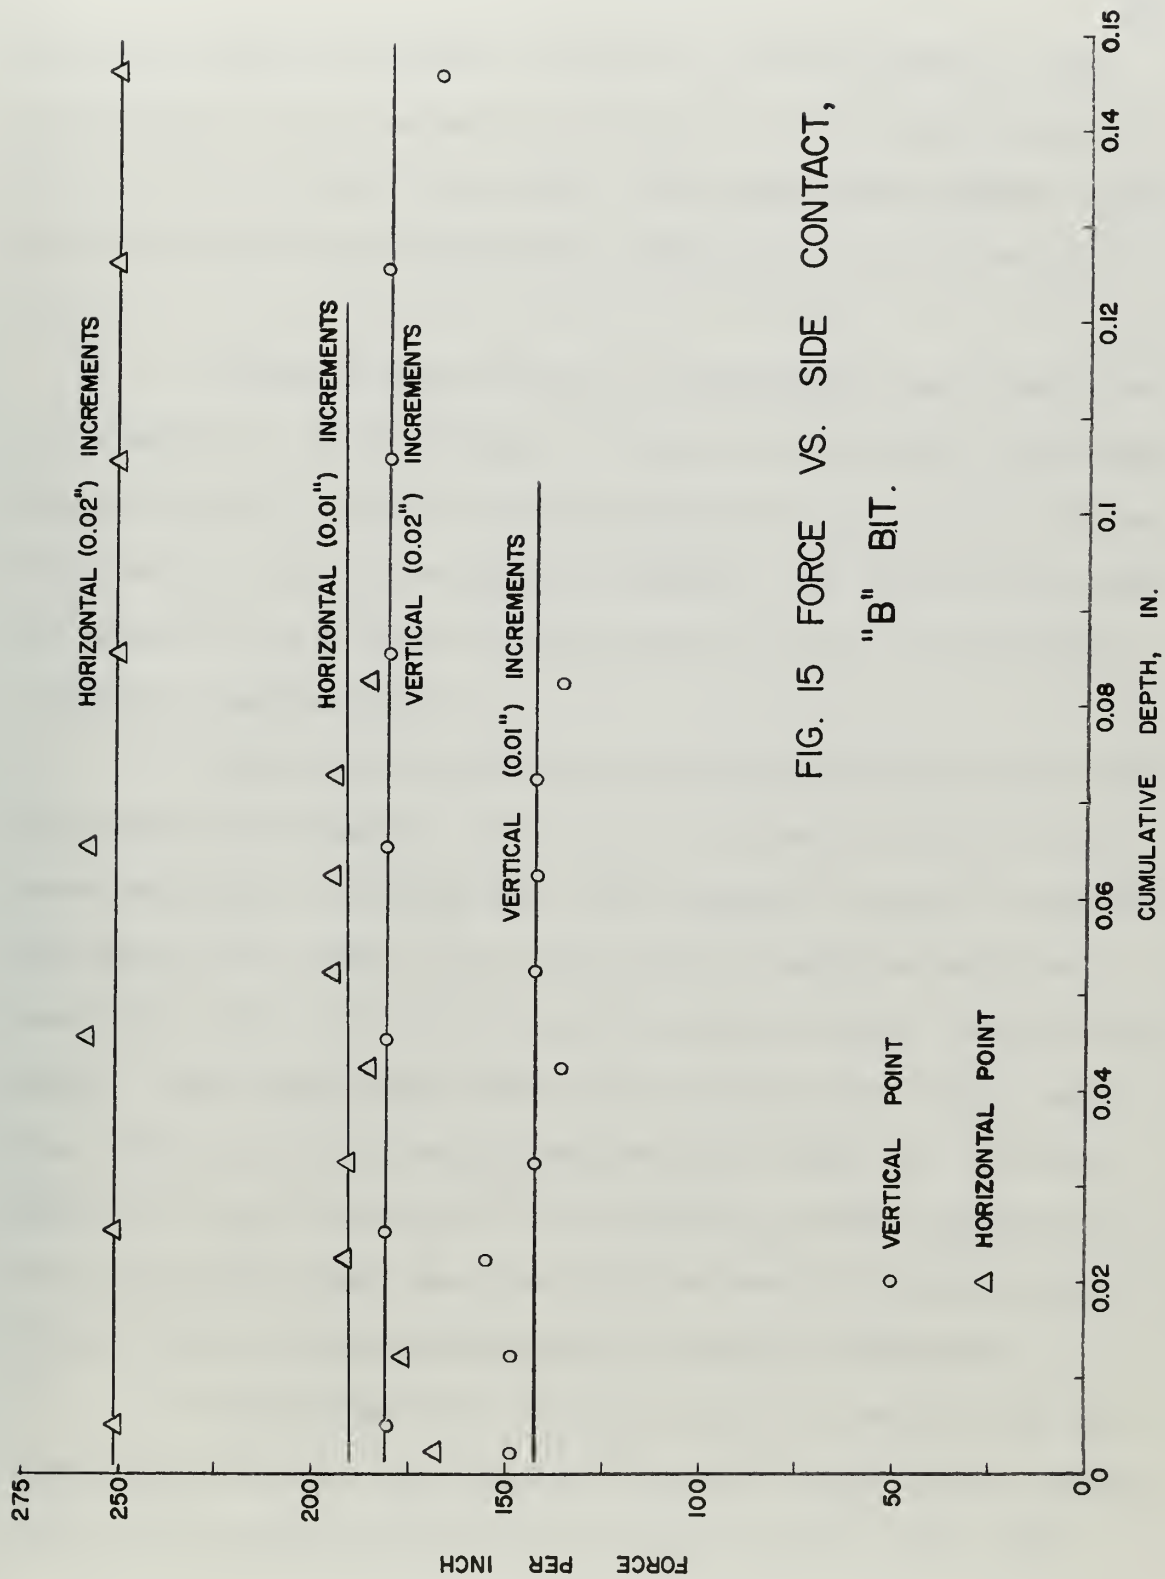 275
250
200
150
100
50
0
FORCE PER INCH
HORIZONTAL (0.02") INCREMENTS
HORIZONTAL (0.01") INCREMENTS
VERTICAL (0.02") INCREMENTS
VERTICAL (0.01") INCREMENTS
○ VERTICAL POINT
△ HORIZONTAL POINT
0 0.02 0.04 0.06 0.08 0.1 0.12 0.14 0.15
CUMULATIVE DEPTH, IN.
FIG. 15 FORCE VS. SIDE CONTACT,
"B" BIT.